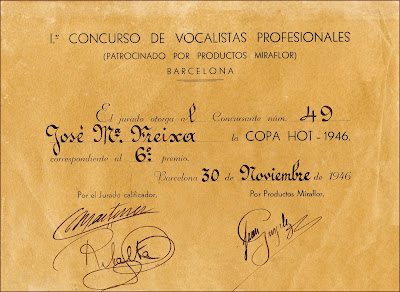 I.er CONCURSO DE VOCALISTAS PROFESIONALES
(PATROCINADO POR PRODUCTOS MIRAFLOR)
BARCELONA
El jurado otorga al Concursante núm. 49
José Mª. Freixa la COPA HOT - 1946,
correspondiente al 6º premio.
Barcelona 30 de Noviembre de 1946
Por el Jurado calificador, Por Productos Miraflor,